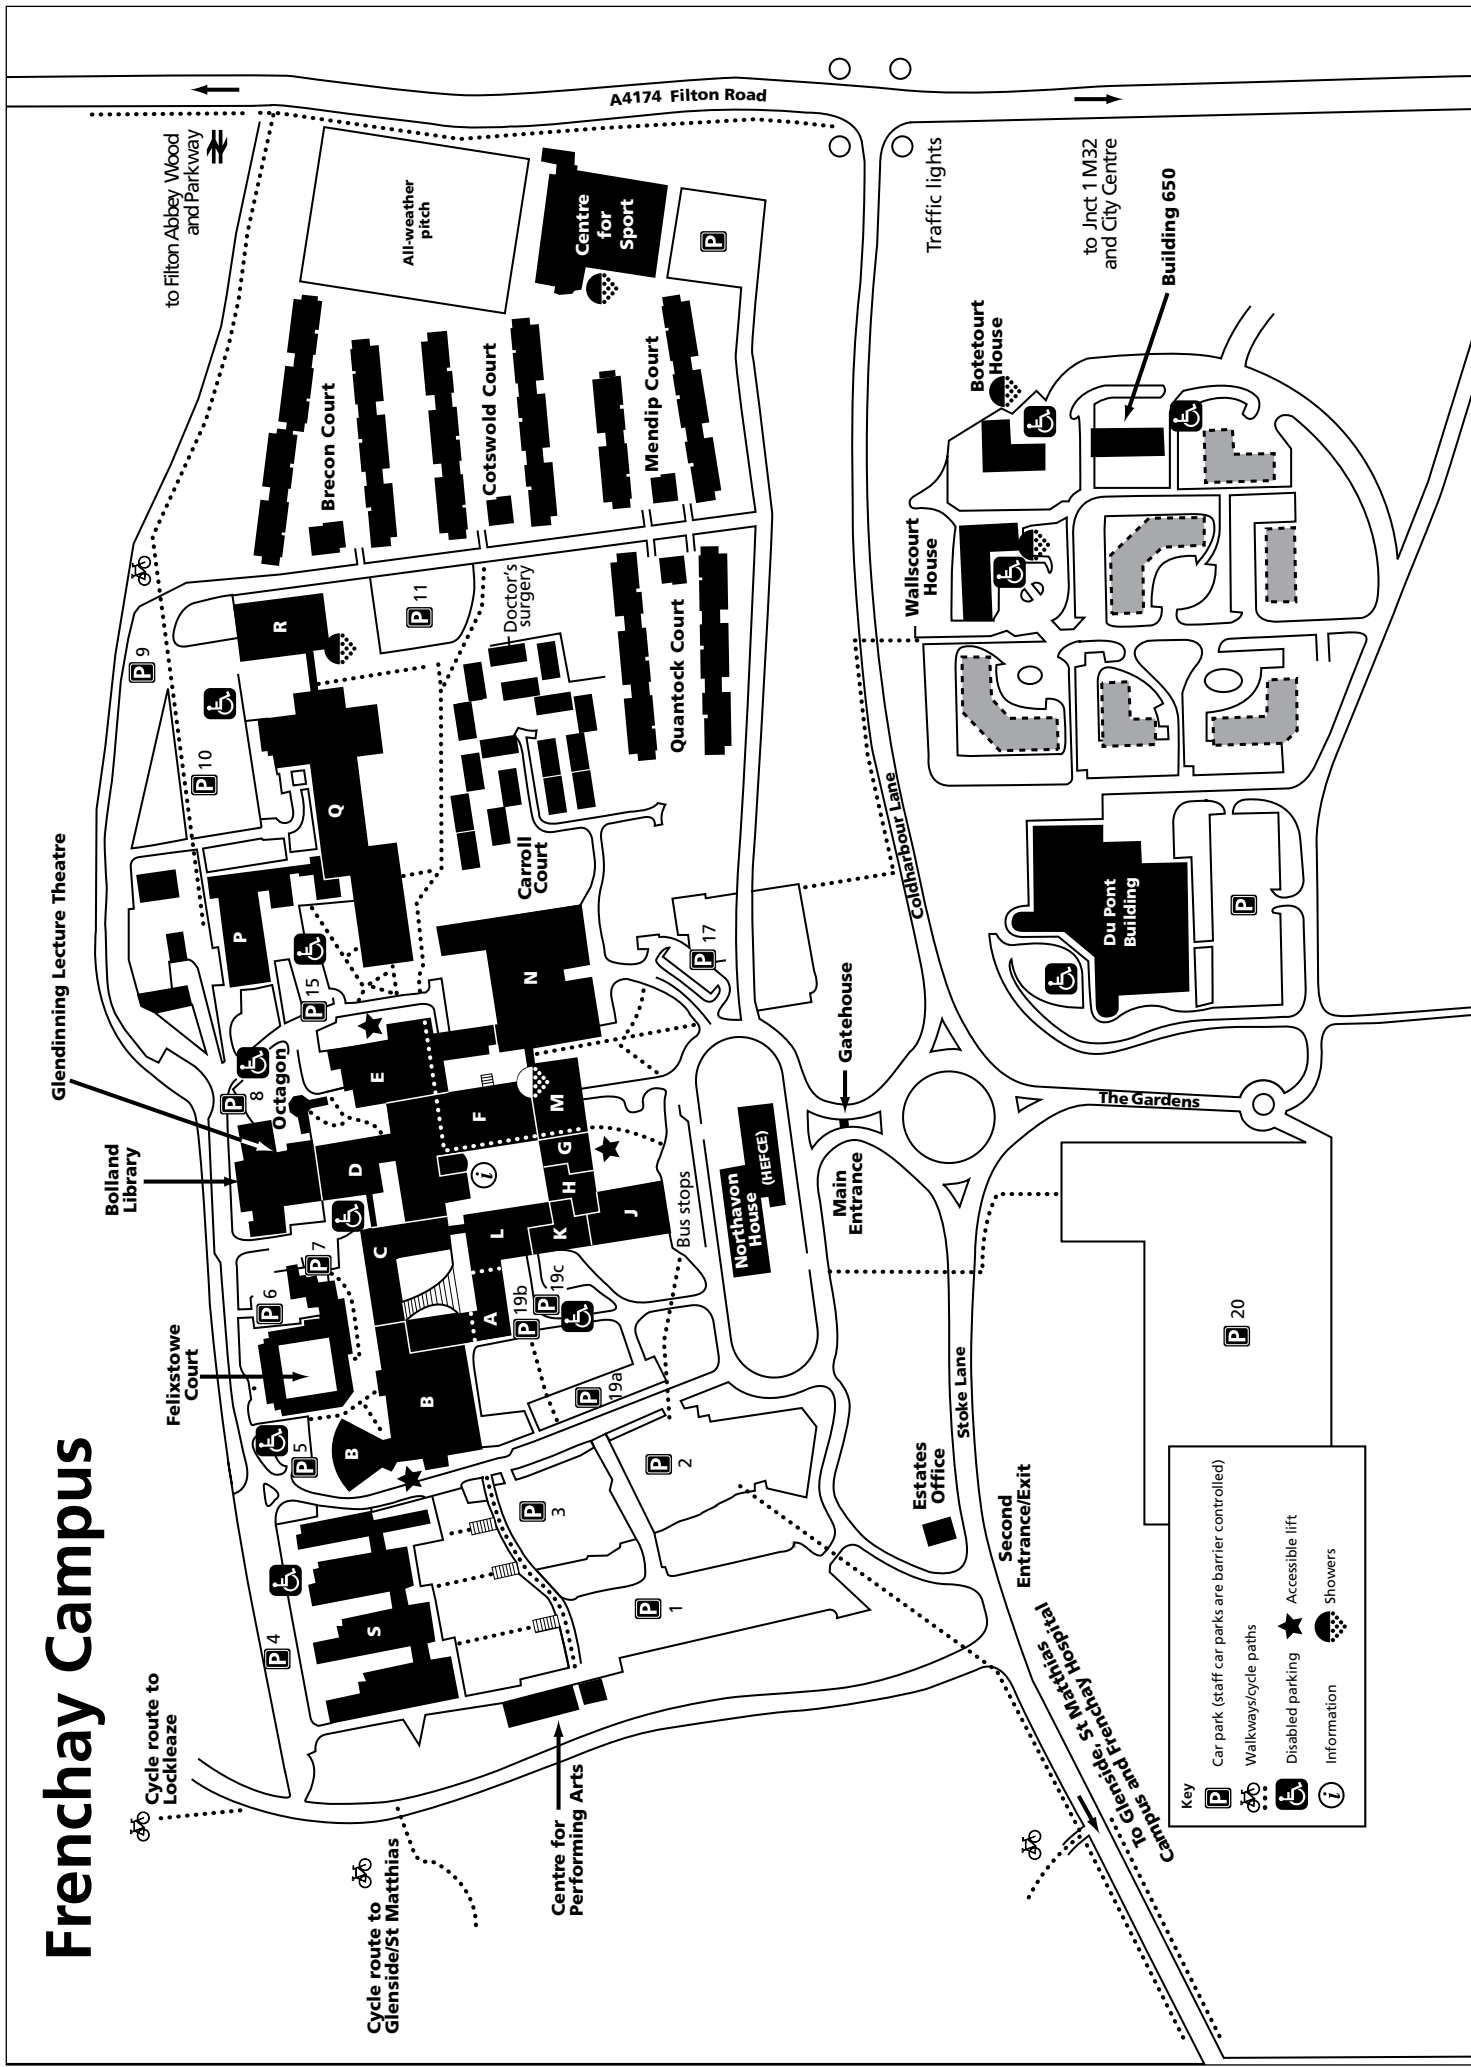 Frenchay Campus
Cycle route to
Lockleaze
Cycle route to
Glenside/St Matthias
Centre for
Performing Arts
Felixstowe
Court
Bolland
Library
Glendinning Lecture Theatre
Octagon
to Filton Abbey Wood
and Parkway
A4174 Filton Road
All-weather
pitch
Centre
for
Sport
P
Brecon Court
Cotswold Court
Mendip Court
Quantock Court
Doctor's
surgery
Carroll
Court
P 4
P 5
P 6
P 7
P 8
P 15
P 10
P 9
P 11
S
B
B
C
D
E
P
Q
R
A
L
K
H
G
J
F
M
N
i
P 19b
P 19c
P 19a
P 3
P 2
P 1
P 17
Bus stops
Northavon
House
(HEFCE)
Main
Entrance
Gatehouse
Coldharbour Lane
Traffic lights
to Jnct 1 M32
and City Centre
Building 650
Botetourt
House
Wallscourt
House
Du Pont
Building
P
The Gardens
Stoke Lane
Estates
Office
Second
Entrance/Exit
P 20
To Glenside, St Matthias
Campus and Frenchay Hospital
Key
P Car park (staff car parks are barrier controlled)
Walkways/cycle paths
Disabled parking
Accessible lift
i Information
Showers